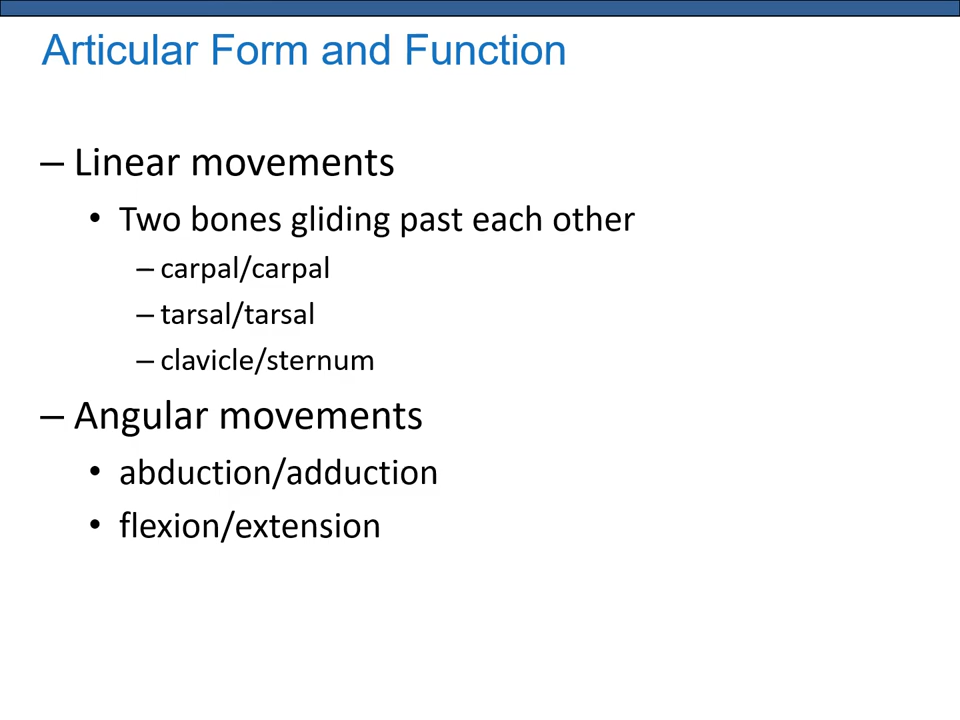 Articular Form and Function
– Linear movements
• Two bones gliding past each other
– carpal/carpal
– tarsal/tarsal
– clavicle/sternum
– Angular movements
• abduction/adduction
• flexion/extension